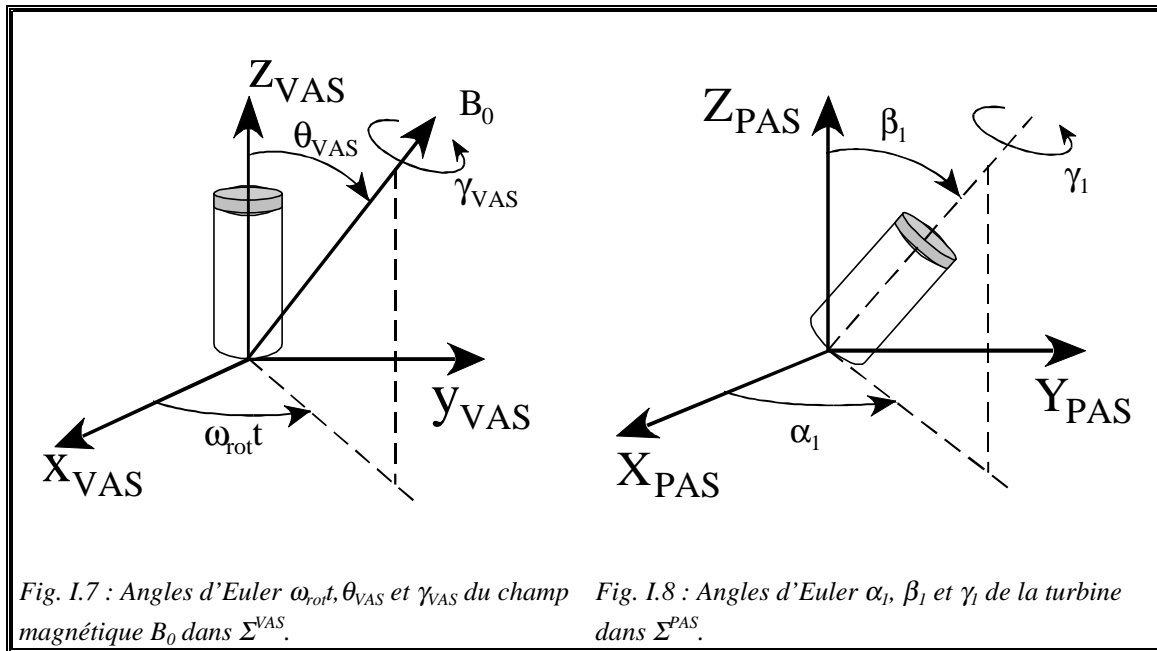 Z_VAS
B_0
θ_VAS
γ_VAS
y_VAS
ω_rot t
x_VAS
Z_PAS
β_1
γ_1
Y_PAS
α_1
X_PAS
Fig. I.7 : Angles d'Euler ω_rot t, θ_VAS et γ_VAS du champ
magnétique B_0 dans Σ^VAS.
Fig. I.8 : Angles d'Euler α_1, β_1 et γ_1 de la turbine
dans Σ^PAS.